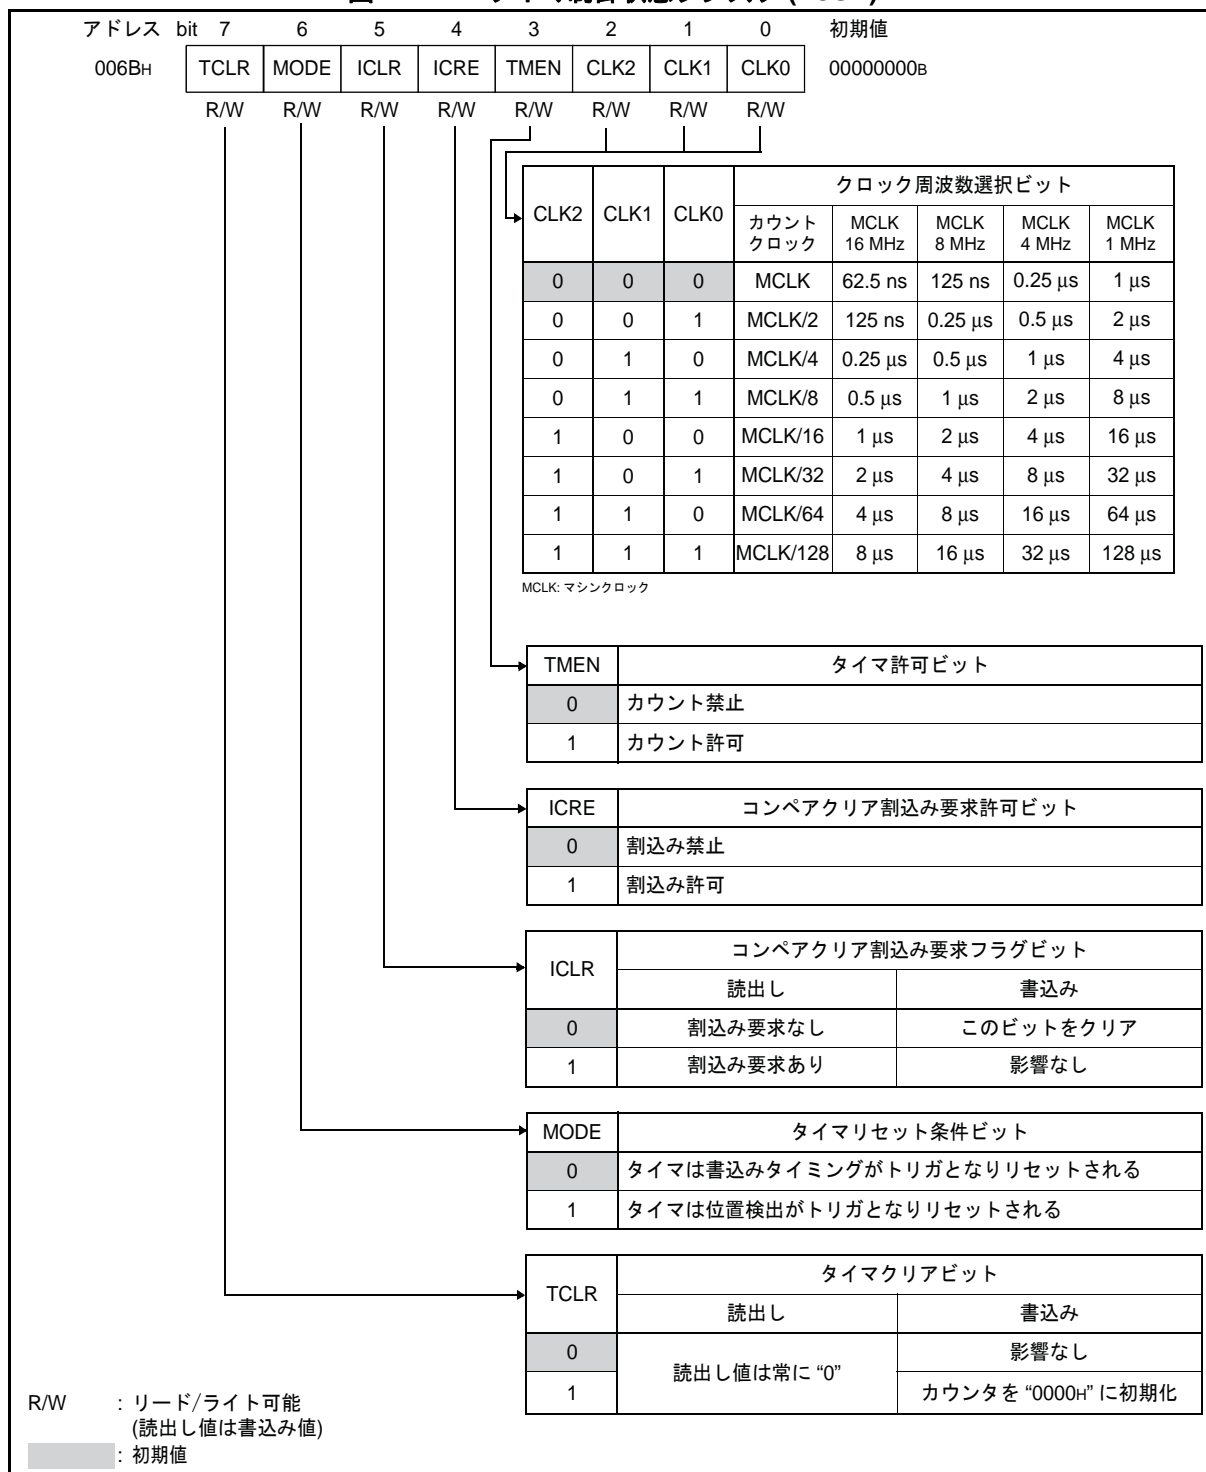 アドレス bit 7 6 5 4 3 2 1 0 初期値
006BH TCLR MODE ICLR ICRE TMEN CLK2 CLK1 CLK0 00000000B
R/W R/W R/W R/W R/W R/W R/W R/W
CLK2 CLK1 CLK0 クロック周波数選択ビット
カウントクロック MCLK 16 MHz MCLK 8 MHz MCLK 4 MHz MCLK 1 MHz
0 0 0 MCLK 62.5 ns 125 ns 0.25 μs 1 μs
0 0 1 MCLK/2 125 ns 0.25 μs 0.5 μs 2 μs
0 1 0 MCLK/4 0.25 μs 0.5 μs 1 μs 4 μs
0 1 1 MCLK/8 0.5 μs 1 μs 2 μs 8 μs
1 0 0 MCLK/16 1 μs 2 μs 4 μs 16 μs
1 0 1 MCLK/32 2 μs 4 μs 8 μs 32 μs
1 1 0 MCLK/64 4 μs 8 μs 16 μs 64 μs
1 1 1 MCLK/128 8 μs 16 μs 32 μs 128 μs
MCLK: マシンクロック
TMEN タイマ許可ビット
0 カウント禁止
1 カウント許可
ICRE コンペアクリア割込み要求許可ビット
0 割込み禁止
1 割込み許可
ICLR コンペアクリア割込み要求フラグビット
読出し 書込み
0 割込み要求なし このビットをクリア
1 割込み要求あり 影響なし
MODE タイマリセット条件ビット
0 タイマは書込みタイミングがトリガとなりリセットされる
1 タイマは位置検出がトリガとなりリセットされる
TCLR タイマクリアビット
読出し 書込み
0 読出し値は常に “0” 影響なし
1 カウンタを “0000H” に初期化
R/W : リード/ライト可能
(読出し値は書込み値)
: 初期値